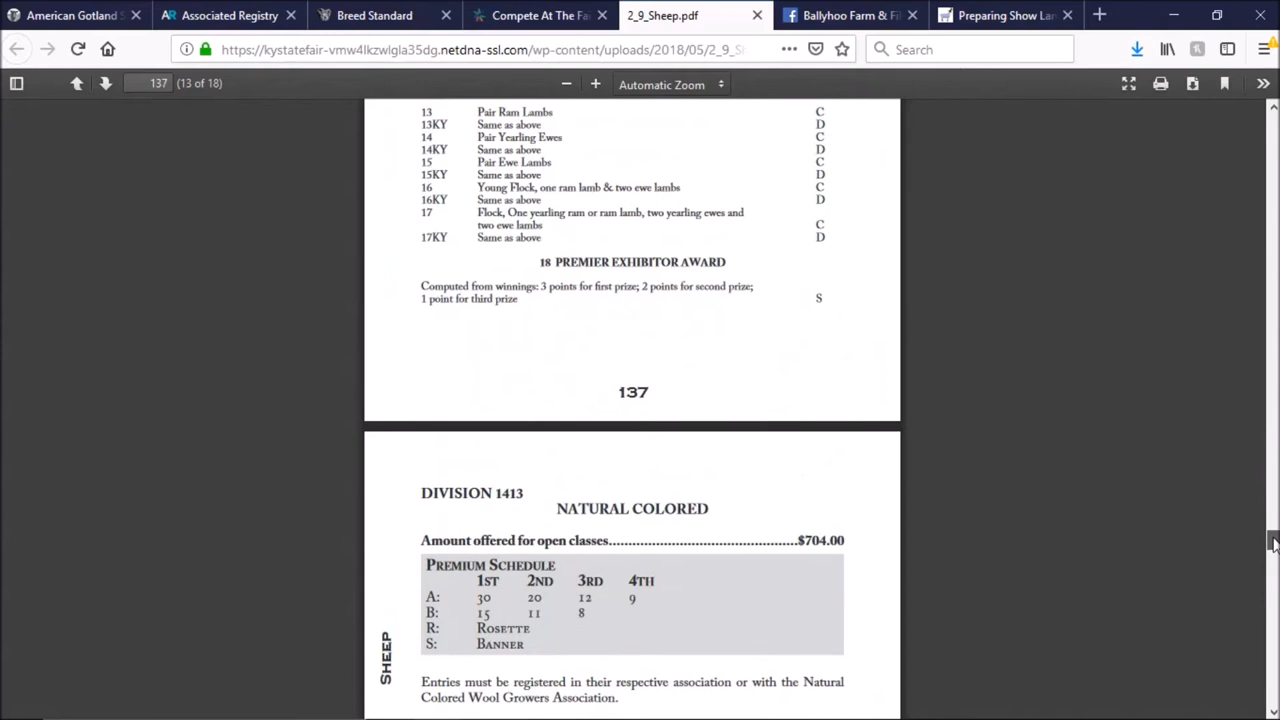 American Gotland S
Associated Registry
Breed Standard
Compete At The Fa
2_9_Sheep.pdf
Ballyhoo Farm & Fi
Preparing Show Lam
https://kystatefair-vmw4lkzwlgla35dg.netdna-ssl.com/wp-content/uploads/2018/05/2_9_Sh
Search
137 (13 of 18)
Automatic Zoom
13 Pair Ram Lambs C
13KY Same as above D
14 Pair Yearling Ewes C
14KY Same as above D
15 Pair Ewe Lambs C
15KY Same as above D
16 Young Flock, one ram lamb & two ewe lambs C
16KY Same as above D
17 Flock, One yearling ram or ram lamb, two yearling ewes and
two ewe lambs C
17KY Same as above D
18 PREMIER EXHIBITOR AWARD
Computed from winnings: 3 points for first prize; 2 points for second prize;
1 point for third prize S
137
DIVISION 1413
NATURAL COLORED
Amount offered for open classes...............................................$704.00
PREMIUM SCHEDULE
1ST 2ND 3RD 4TH
A: 30 20 12 9
B: 15 11 8
R: ROSETTE
S: BANNER
SHEEP
Entries must be registered in their respective association or with the Natural
Colored Wool Growers Association.